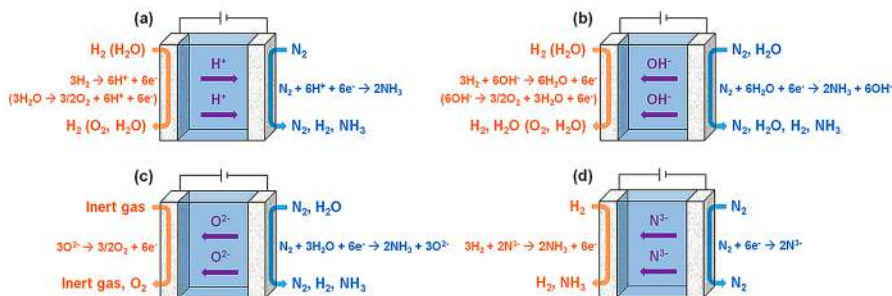 (a)
H₂ (H₂O)
3H₂ → 6H⁺ + 6e⁻
(3H₂O → 3/2O₂ + 6H⁺ + 6e⁻)
H₂ (O₂, H₂O)
H⁺
H⁺
N₂
N₂ + 6H⁺ + 6e⁻ → 2NH₃
N₂, H₂, NH₃
(b)
H₂ (H₂O)
3H₂ + 6OH⁻ → 6H₂O + 6e⁻
(6OH⁻ → 3/2O₂ + 3H₂O + 6e⁻)
H₂, H₂O (O₂, H₂O)
OH⁻
OH⁻
N₂, H₂O
N₂ + 6H₂O + 6e⁻ → 2NH₃ + 6OH⁻
N₂, H₂O, H₂, NH₃
(c)
Inert gas
3O²⁻ → 3/2O₂ + 6e⁻
Inert gas, O₂
O²⁻
O²⁻
N₂, H₂O
N₂ + 3H₂O + 6e⁻ → 2NH₃ + 3O²⁻
N₂, H₂, NH₃
(d)
H₂
3H₂ + 2N³⁻ → 2NH₃ + 6e⁻
H₂, NH₃
N³⁻
N³⁻
N₂
N₂ + 6e⁻ → 2N³⁻
N₂